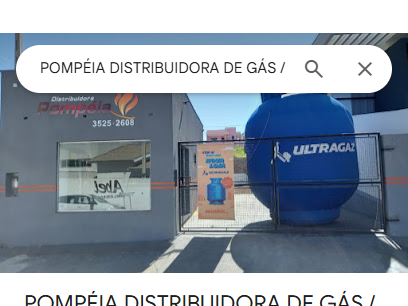 POMPÉIA DISTRIBUIDORA DE GÁS /
Distribuidora
Pompéia
3525-2608
ULTRAGAZ
POMPÉIA DISTRIBUIDORA DE GÁS /